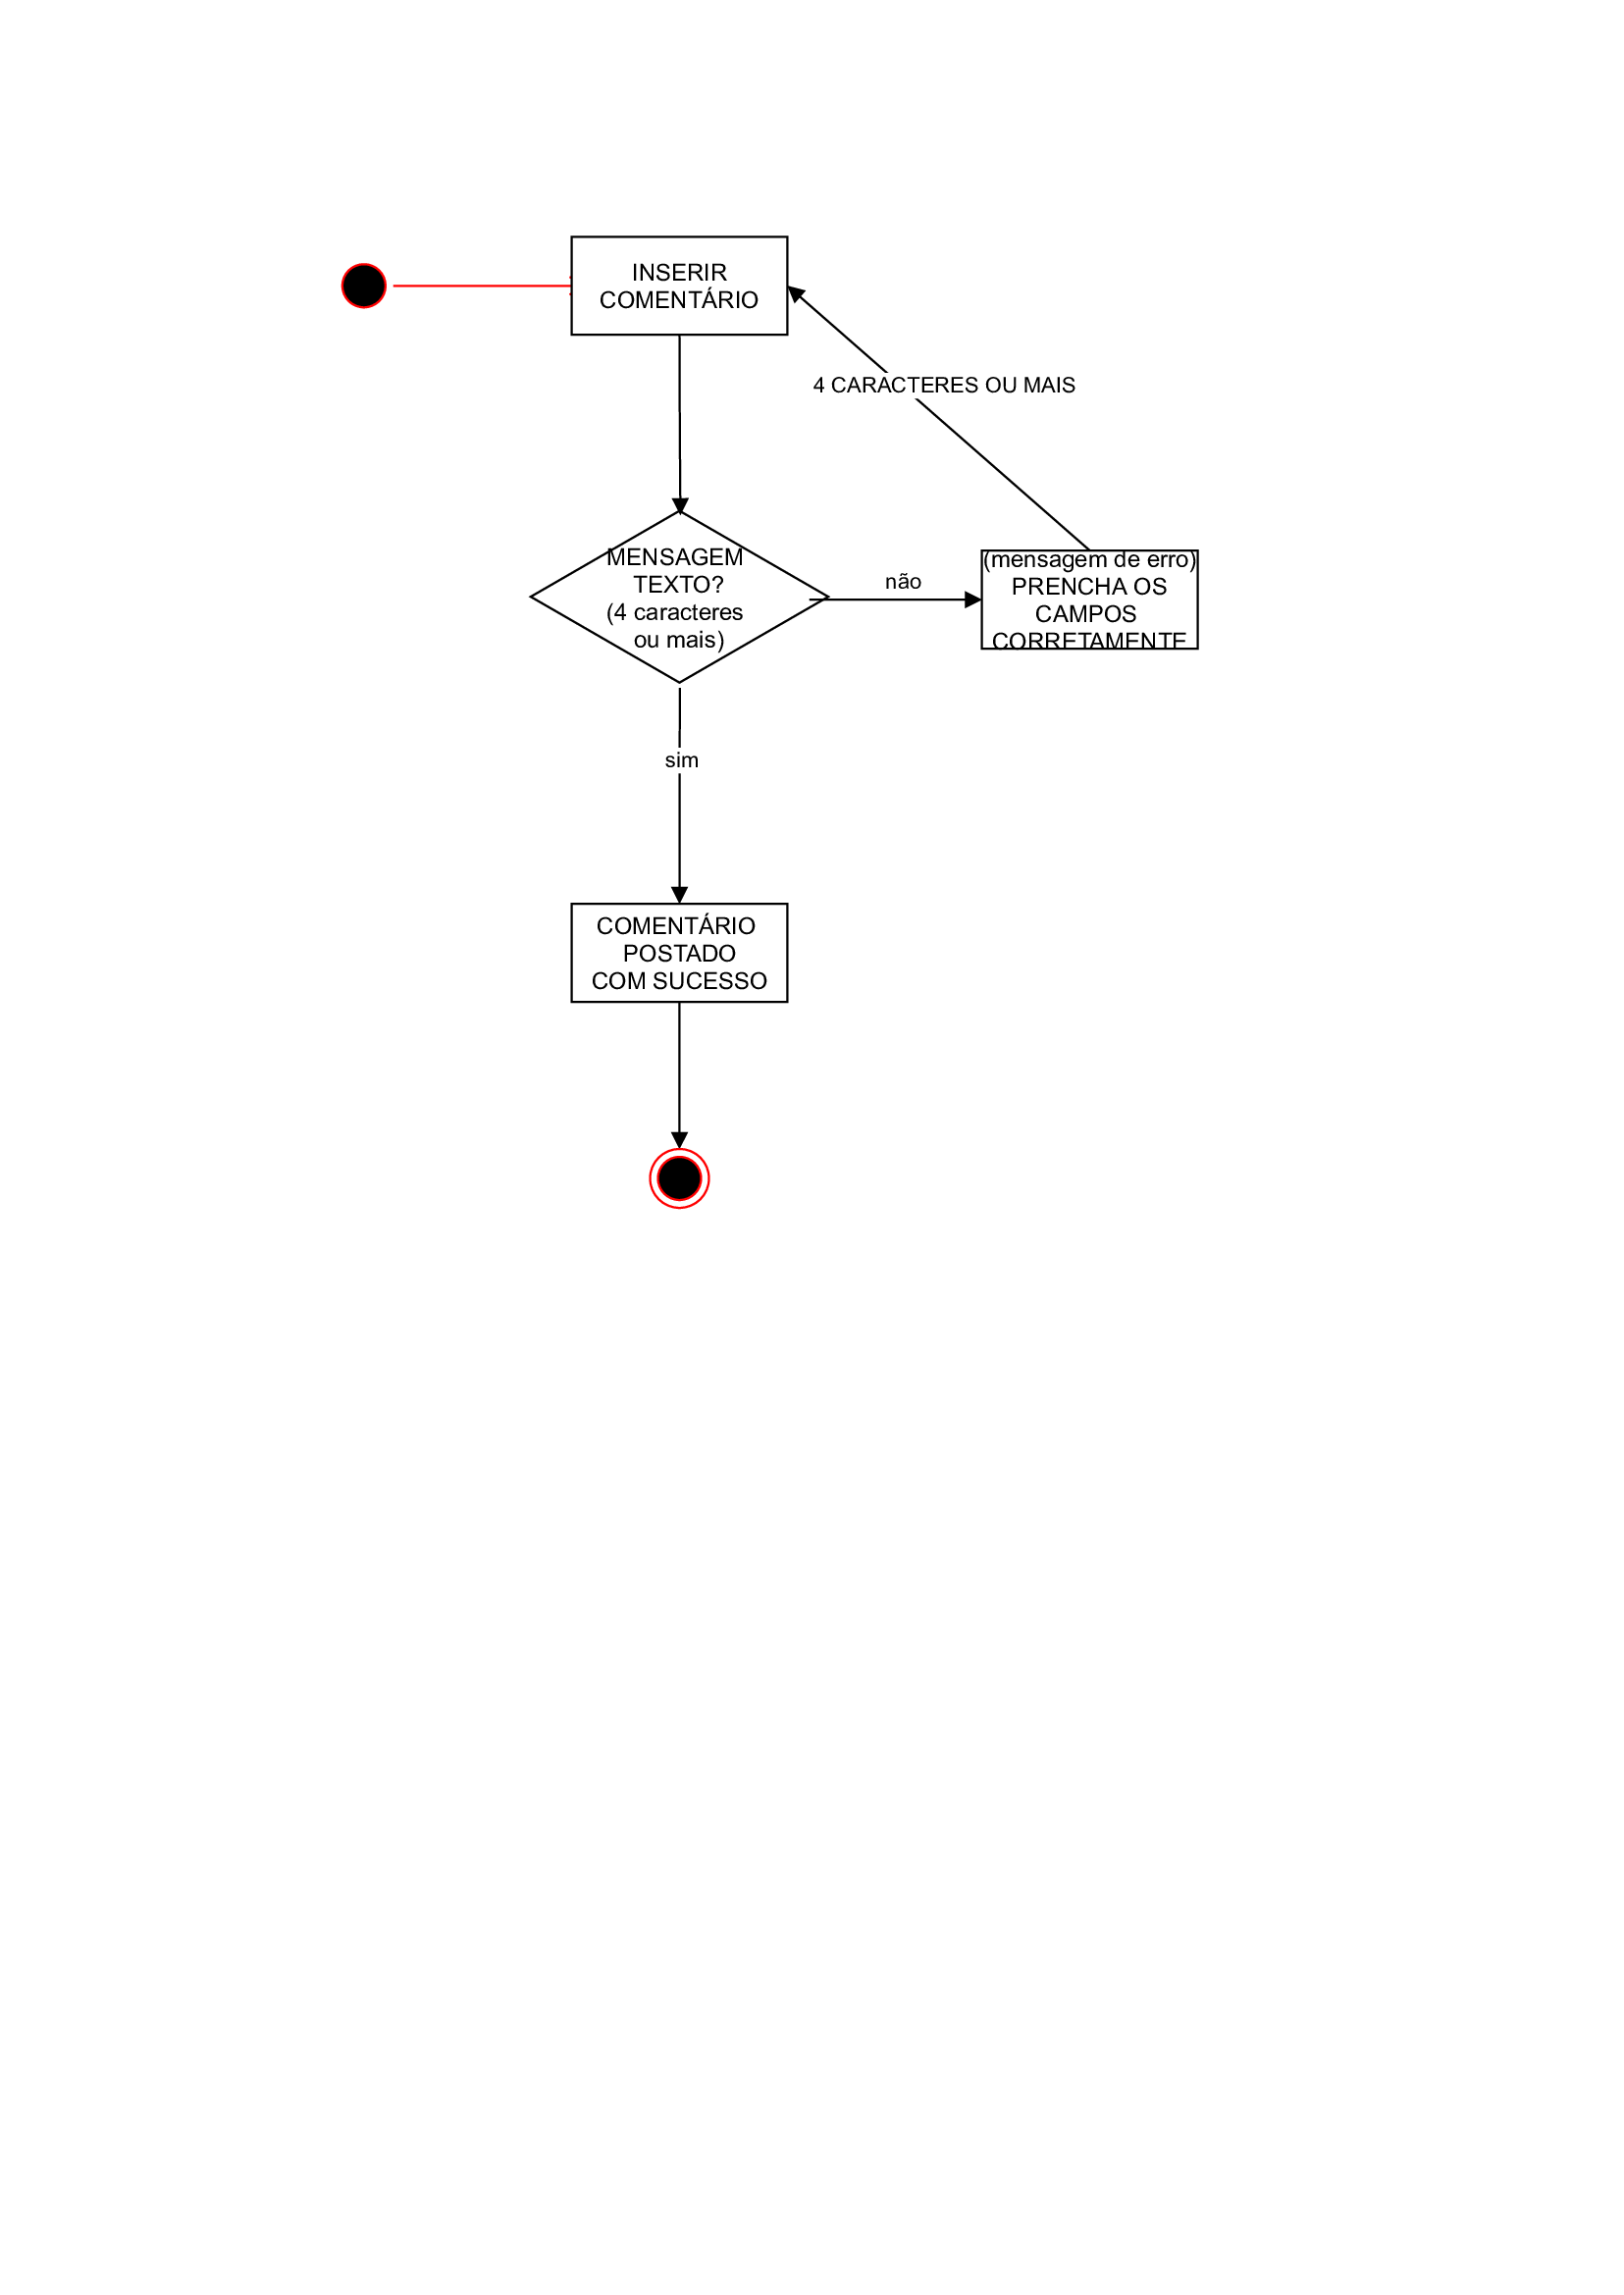 INSERIR
COMENTÁRIO
4 CARACTERES OU MAIS
MENSAGEM
TEXTO?
(4 caracteres
ou mais)
não
(mensagem de erro)
PRENCHA OS
CAMPOS
CORRETAMENTE
sim
COMENTÁRIO
POSTADO
COM SUCESSO